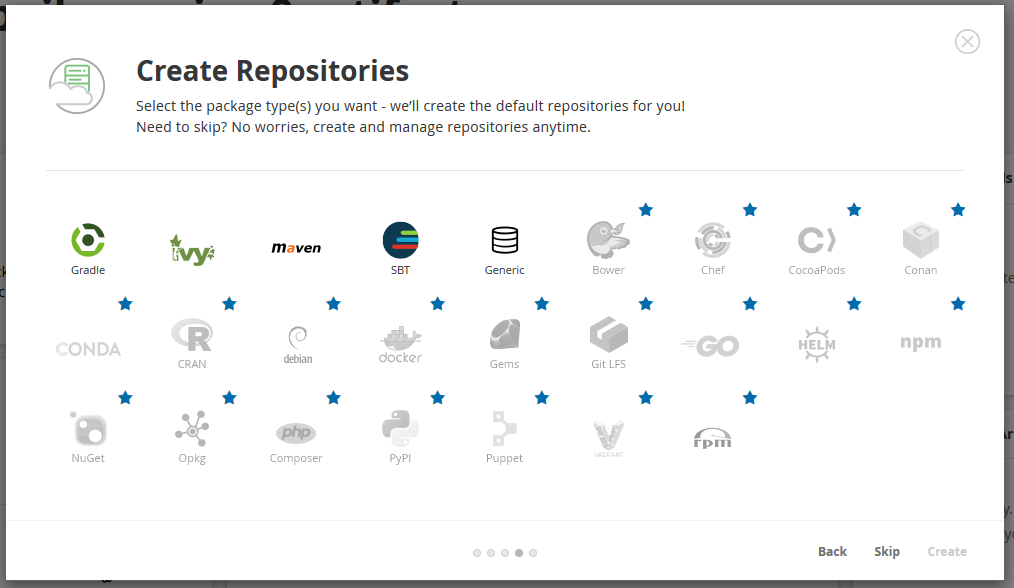 Create Repositories
Select the package type(s) you want - we'll create the default repositories for you!
Need to skip? No worries, create and manage repositories anytime.
ivy
maven
Gradle
SBT
Generic
Bower
Chef
CocoaPods
Conan
CONDA
debian
docker
GO
HELM
npm
CRAN
Gems
Git LFS
php
VAGRANT
rpm
NuGet
Opkg
Composer
PyPI
Puppet
Back
Skip
Create